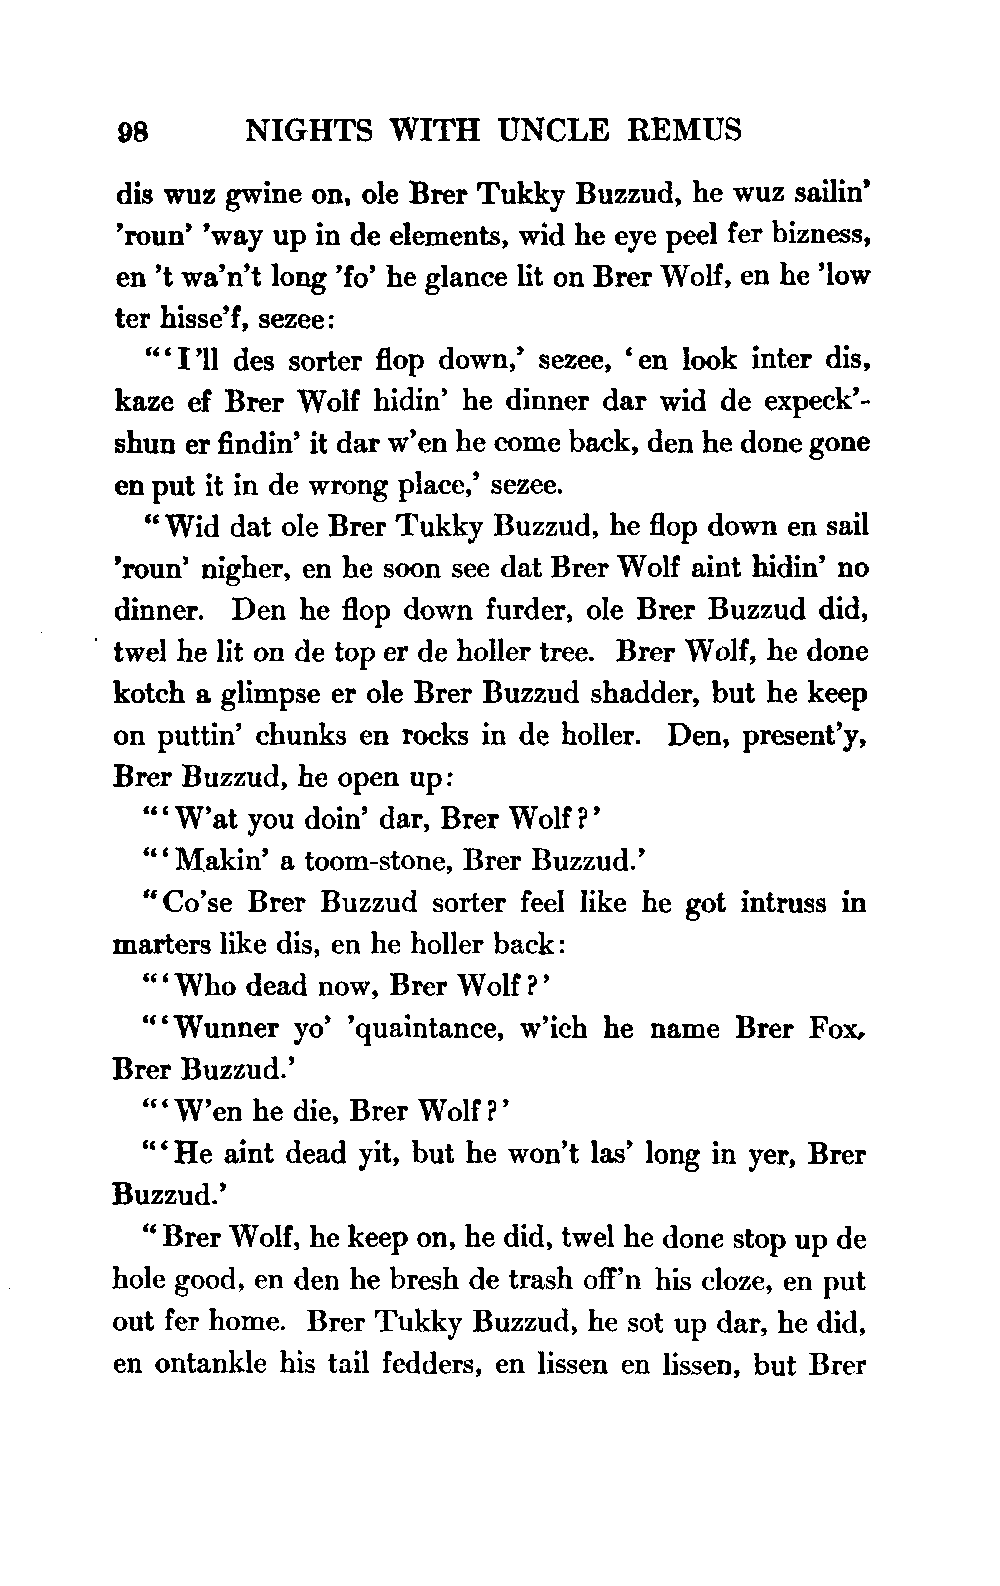 98 NIGHTS WITH UNCLE REMUS
dis wuz gwine on, ole Brer Tukky Buzzud, he wuz sailin’
’roun’ ’way up in de elements, wid he eye peel fer bizness,
en ’t wa’n’t long ’fo’ he glance lit on Brer Wolf, en he ’low
ter hisse’f, sezee:
“‘I’ll des sorter flop down,’ sezee, ‘en look inter dis,
kaze ef Brer Wolf hidin’ he dinner dar wid de expeck’-
shun er findin’ it dar w’en he come back, den he done gone
en put it in de wrong place,’ sezee.
“Wid dat ole Brer Tukky Buzzud, he flop down en sail
’roun’ nigher, en he soon see dat Brer Wolf aint hidin’ no
dinner. Den he flop down furder, ole Brer Buzzud did,
twel he lit on de top er de holler tree. Brer Wolf, he done
kotch a glimpse er ole Brer Buzzud shadder, but he keep
on puttin’ chunks en rocks in de holler. Den, present’y,
Brer Buzzud, he open up:
“‘W’at you doin’ dar, Brer Wolf?’
“‘Makin’ a toom-stone, Brer Buzzud.’
“Co’se Brer Buzzud sorter feel like he got intruss in
marters like dis, en he holler back:
“‘Who dead now, Brer Wolf?’
“‘Wunner yo’ ’quaintance, w’ich he name Brer Fox,
Brer Buzzud.’
“‘W’en he die, Brer Wolf?’
“‘He aint dead yit, but he won’t las’ long in yer, Brer
Buzzud.’
“Brer Wolf, he keep on, he did, twel he done stop up de
hole good, en den he bresh de trash off’n his cloze, en put
out fer home. Brer Tukky Buzzud, he sot up dar, he did,
en ontankle his tail fedders, en lissen en lissen, but Brer